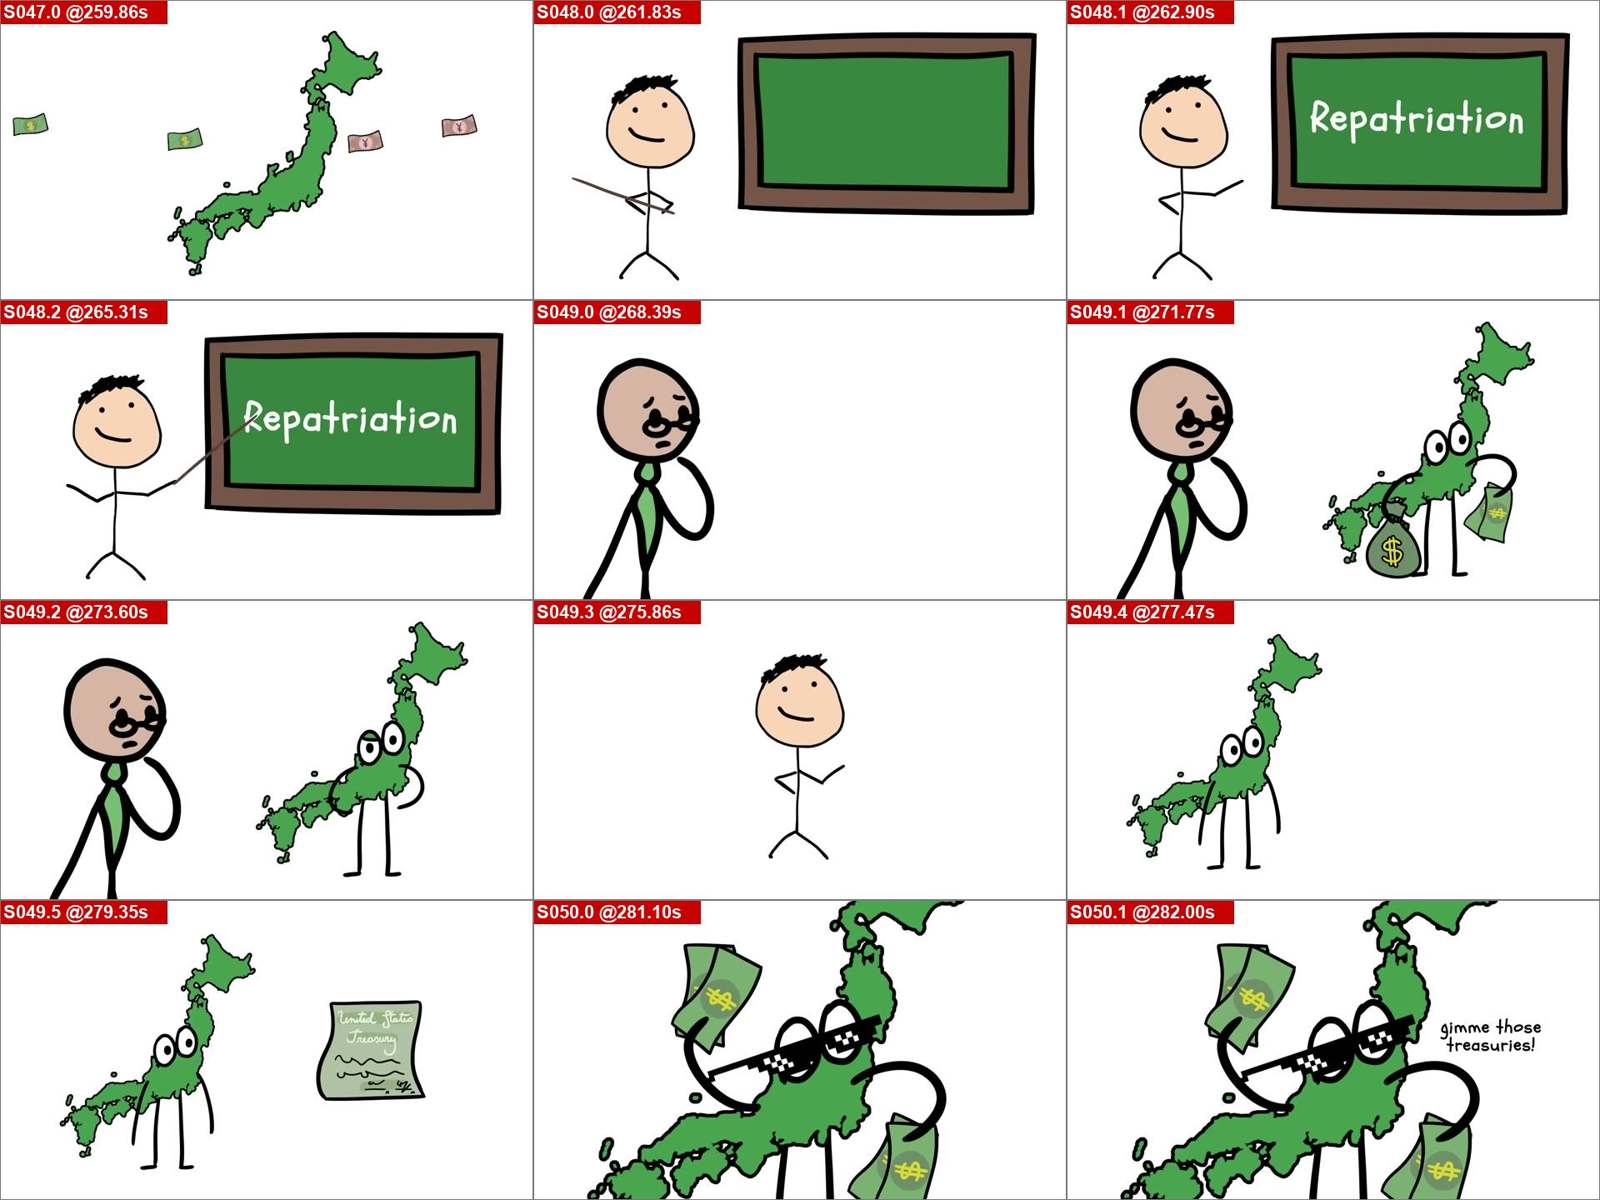 S047.0 @259.86s
S048.0 @261.83s
S048.1 @262.90s
Repatriation
S048.2 @265.31s
Repatriation
S049.0 @268.39s
S049.1 @271.77s
$
$
S049.2 @273.60s
S049.3 @275.86s
S049.4 @277.47s
S049.5 @279.35s
United States
Treasury
S050.0 @281.10s
$
$
S050.1 @282.00s
$
gimme those
treasuries!
$